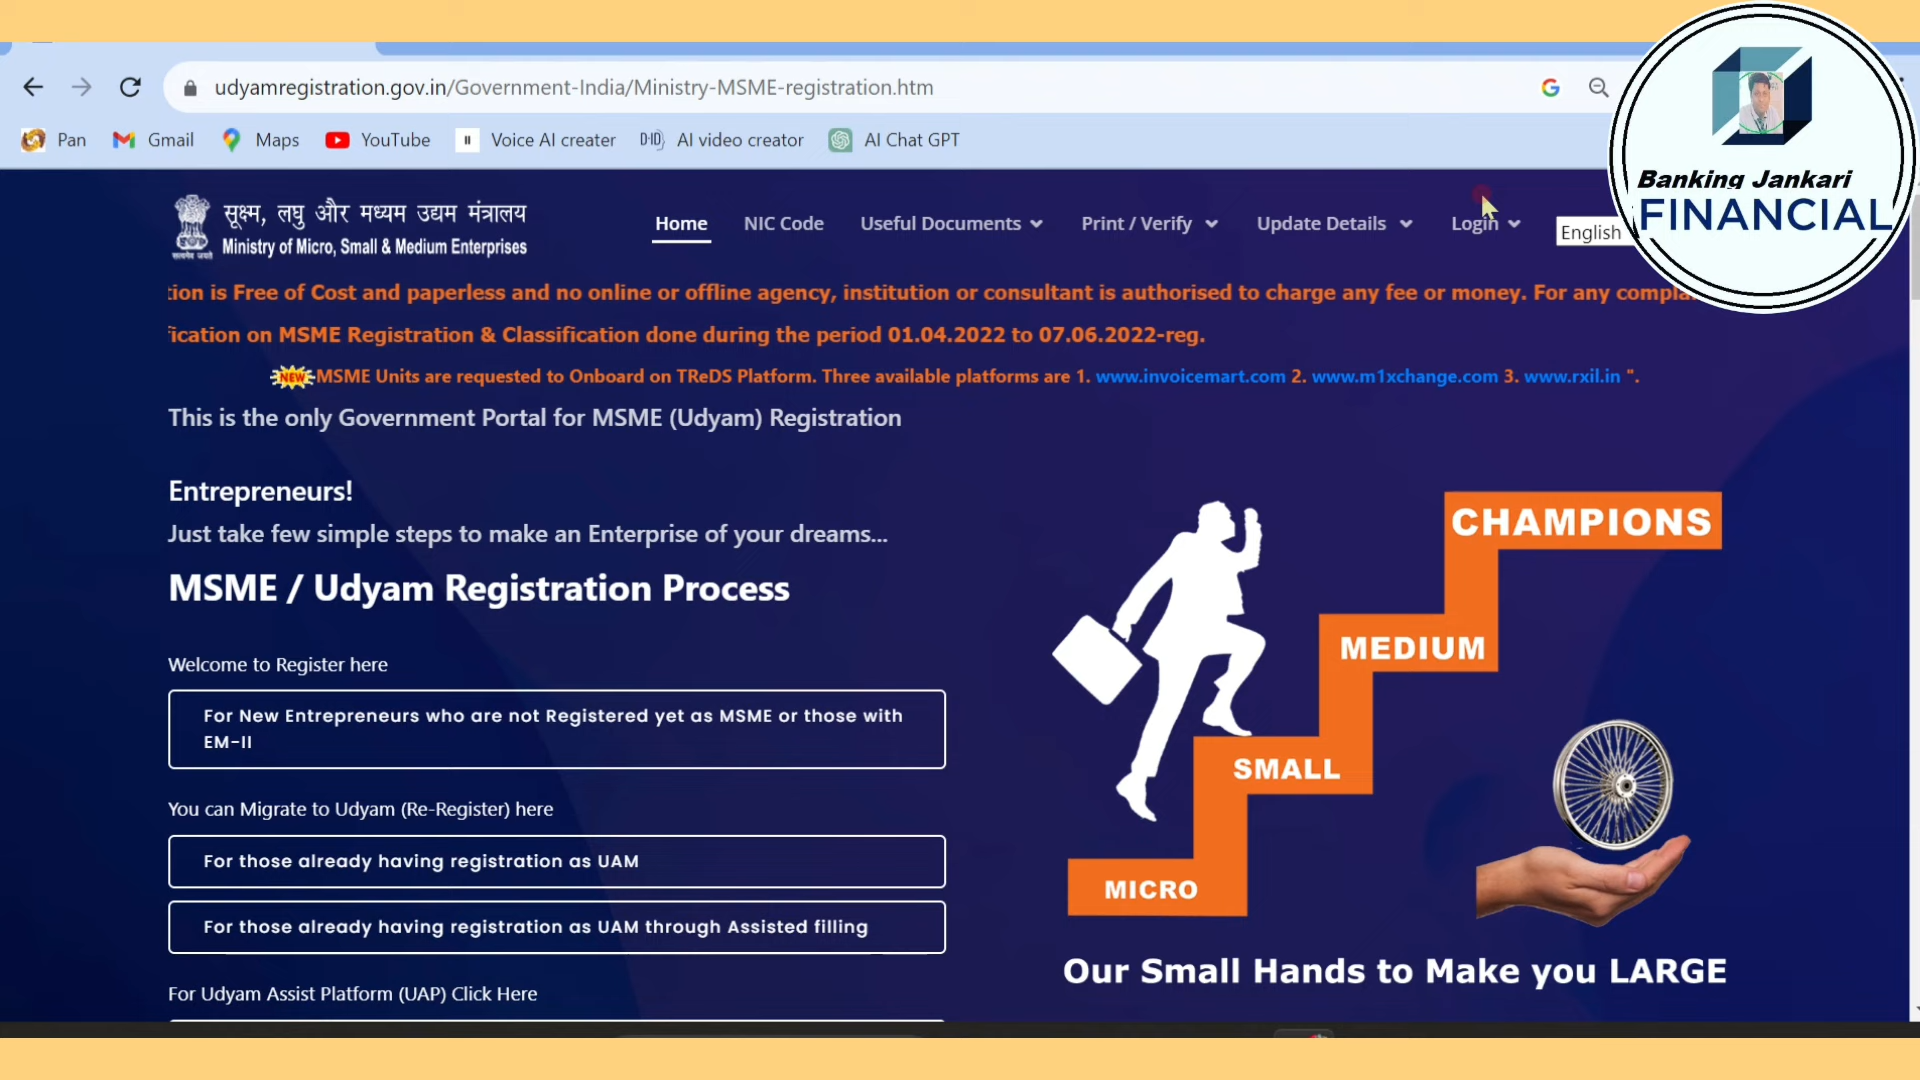 udyamregistration.gov.in/Government-India/Ministry-MSME-registration.htm
Pan Gmail Maps YouTube Voice AI creater D-ID AI video creator AI Chat GPT
Banking Jankari
FINANCIAL
सूक्ष्म, लघु और मध्यम उद्यम मंत्रालय
Ministry of Micro, Small & Medium Enterprises
सत्यमेव जयते
Home NIC Code Useful Documents Print / Verify Update Details Login English
tion is Free of Cost and paperless and no online or offline agency, institution or consultant is authorised to charge any fee or money. For any compla
ification on MSME Registration & Classification done during the period 01.04.2022 to 07.06.2022-reg.
NEW MSME Units are requested to Onboard on TReDS Platform. Three available platforms are 1. www.invoicemart.com 2. www.m1xchange.com 3. www.rxil.in ".
This is the only Government Portal for MSME (Udyam) Registration
Entrepreneurs!
Just take few simple steps to make an Enterprise of your dreams...
MSME / Udyam Registration Process
Welcome to Register here
For New Entrepreneurs who are not Registered yet as MSME or those with
EM-II
You can Migrate to Udyam (Re-Register) here
For those already having registration as UAM
For those already having registration as UAM through Assisted filling
For Udyam Assist Platform (UAP) Click Here
CHAMPIONS
MEDIUM
SMALL
MICRO
Our Small Hands to Make you LARGE